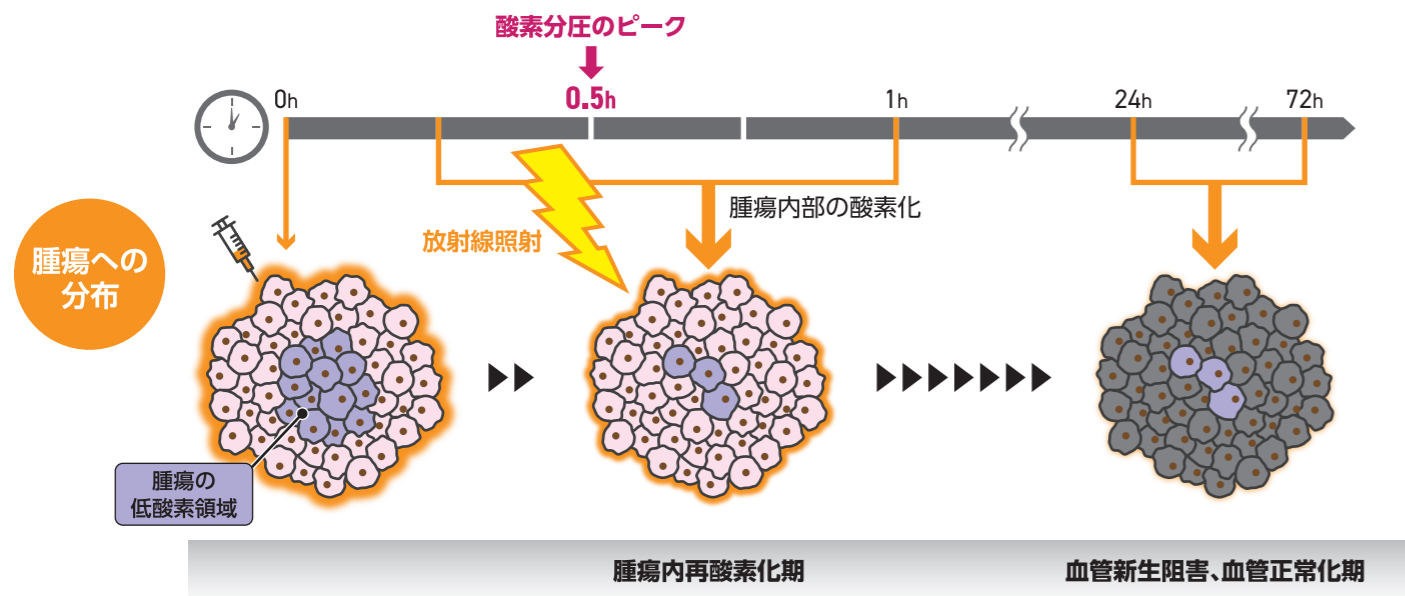 酸素分圧のピーク
0h
0.5h
1h
24h
72h
腫瘍内部の酸素化
放射線照射
腫瘍への
分布
腫瘍の
低酸素領域
腫瘍内再酸素化期
血管新生阻害、血管正常化期